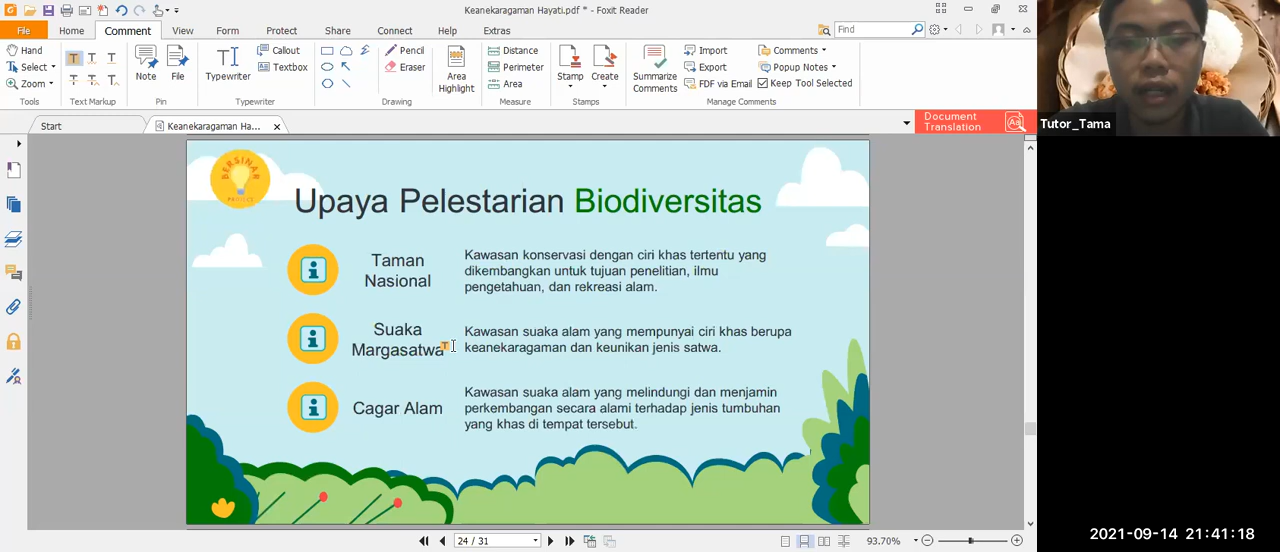 Keanekaragaman Hayati.pdf * - Foxit Reader
File Home Comment View Form Protect Share Connect Help Extras
Find
Hand
Select
Zoom
Tools
Text Markup
Note
File
Pin
Typewriter
Callout
Textbox
Typewriter
Pencil
Eraser
Drawing
Area
Highlight
Distance
Perimeter
Area
Measure
Stamp
Create
Stamps
Summarize
Comments
Import
Export
FDF via Email
Comments
Popup Notes
Keep Tool Selected
Manage Comments
Start
Keanekaragaman Ha...
Document
Translation
Tutor_Tama
BERSINAR
PROJECT
Upaya Pelestarian Biodiversitas
Taman
Nasional
Kawasan konservasi dengan ciri khas tertentu yang
dikembangkan untuk tujuan penelitian, ilmu
pengetahuan, dan rekreasi alam.
Suaka
Margasatwa
Kawasan suaka alam yang mempunyai ciri khas berupa
keanekaragaman dan keunikan jenis satwa.
Cagar Alam
Kawasan suaka alam yang melindungi dan menjamin
perkembangan secara alami terhadap jenis tumbuhan
yang khas di tempat tersebut.
24 / 31
93.70%
2021-09-14 21:41:18